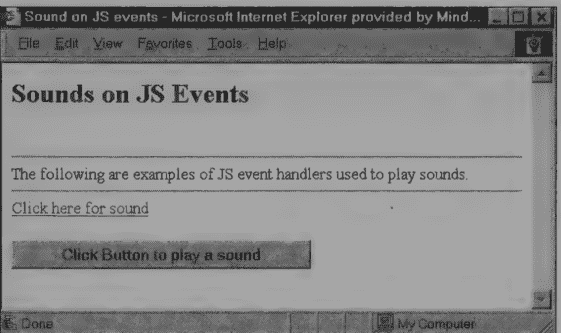 Sound on JS events - Microsoft Internet Explorer provided by Mind...
File Edit View Favorites Tools Help
Sounds on JS Events
The following are examples of JS event handlers used to play sounds.
Click here for sound
Click Button to play a sound
Done My Computer